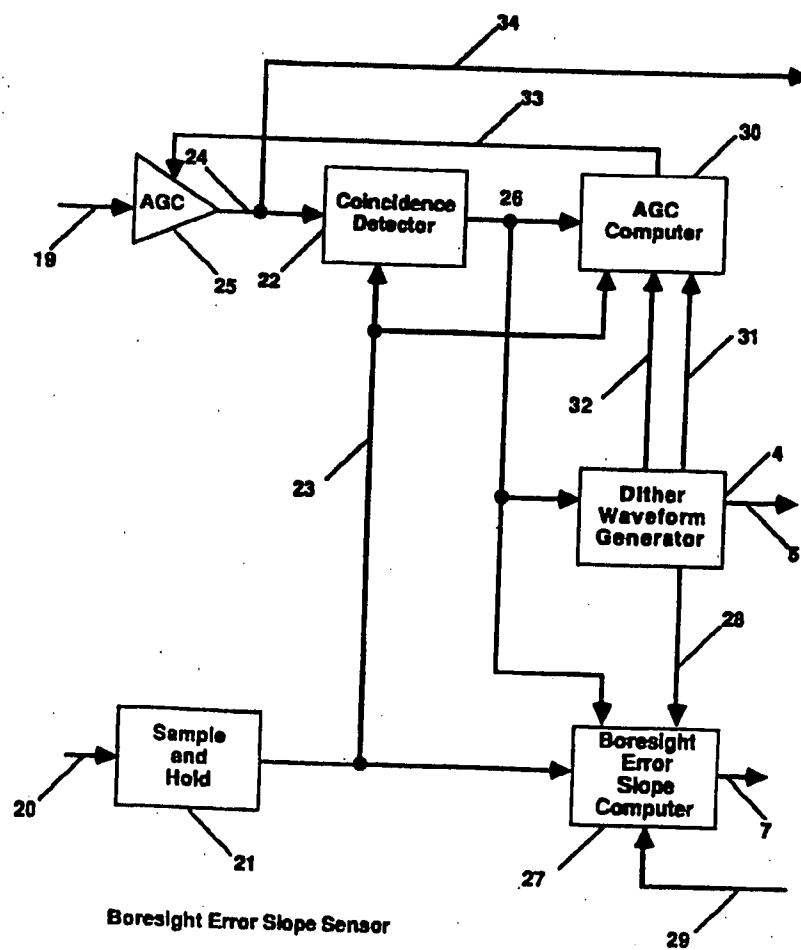 34
33
30
24
AGC
Coincidence
Detector
26
AGC
Computer
19
25
22
31
32
23
4
Dither
Waveform
Generator
5
28
Sample
and
Hold
Boresight
Error
Slope
Computer
20
21
7
27
29
Boresight Error Slope Sensor